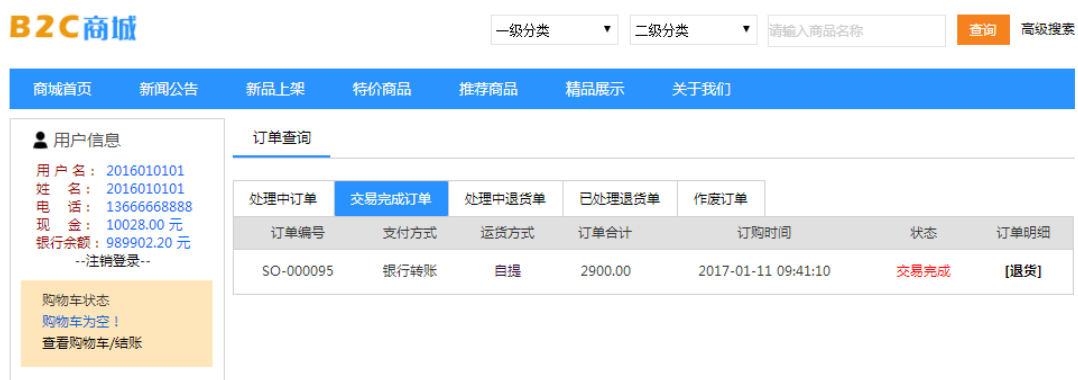 B2C商城
一级分类 二级分类 请输入商品名称 查询 高级搜索
商城首页 新闻公告 新品上架 特价商品 推荐商品 精品展示 关于我们
用户信息
用 户 名： 2016010101
姓 名： 2016010101
电 话： 13666668888
现 金： 10028.00 元
银行余额： 989902.20 元
--注销登录--
购物车状态
购物车为空！
查看购物车/结账
订单查询
处理中订单 交易完成订单 处理中退货单 已处理退货单 作废订单
订单编号 支付方式 运货方式 订单合计 订购时间 状态 订单明细
SO-000095 银行转账 自提 2900.00 2017-01-11 09:41:10 交易完成 [退货]